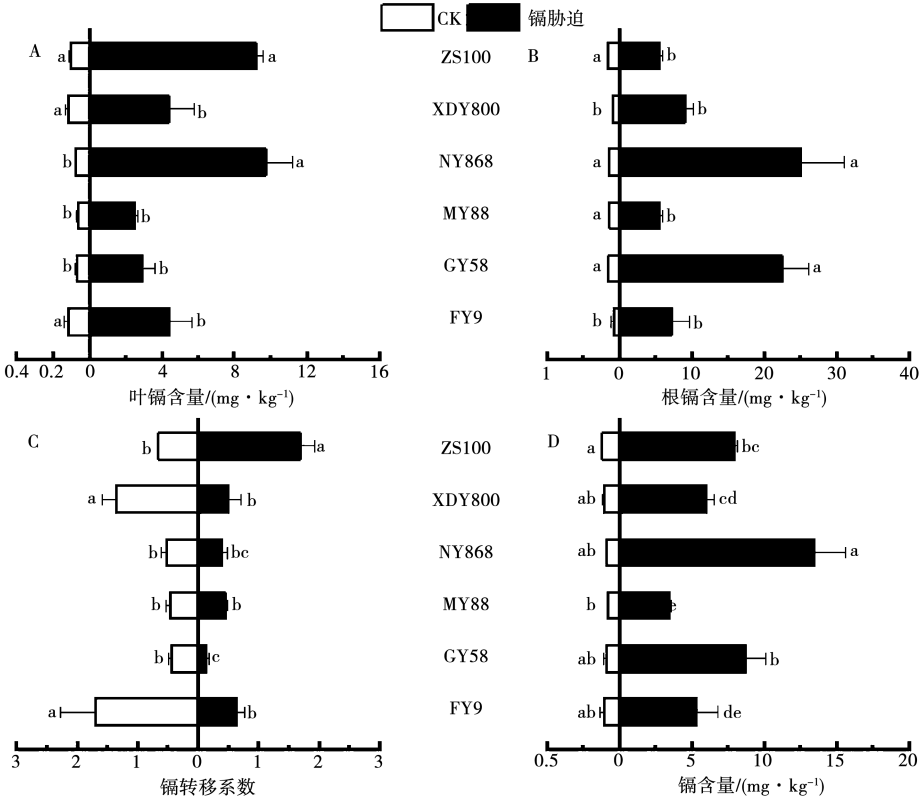 CK 镉胁迫
A a a ZS100 B a b
a b XDY800 b b
b a NY868 a a
b b MY88 a b
b b GY58 a a
a b FY9 b b
0.4 0.2 0 4 8 12 16 1 0 10 20 30 40
叶镉含量/(mg·kg⁻¹) 根镉含量/(mg·kg⁻¹)
C b a ZS100 D a bc
a b XDY800 ab cd
b bc NY868 ab a
b b MY88 b e
b c GY58 ab b
a b FY9 ab de
3 2 1 0 1 2 3 0.5 0 5 10 15 20
镉转移系数 镉含量/(mg·kg⁻¹)